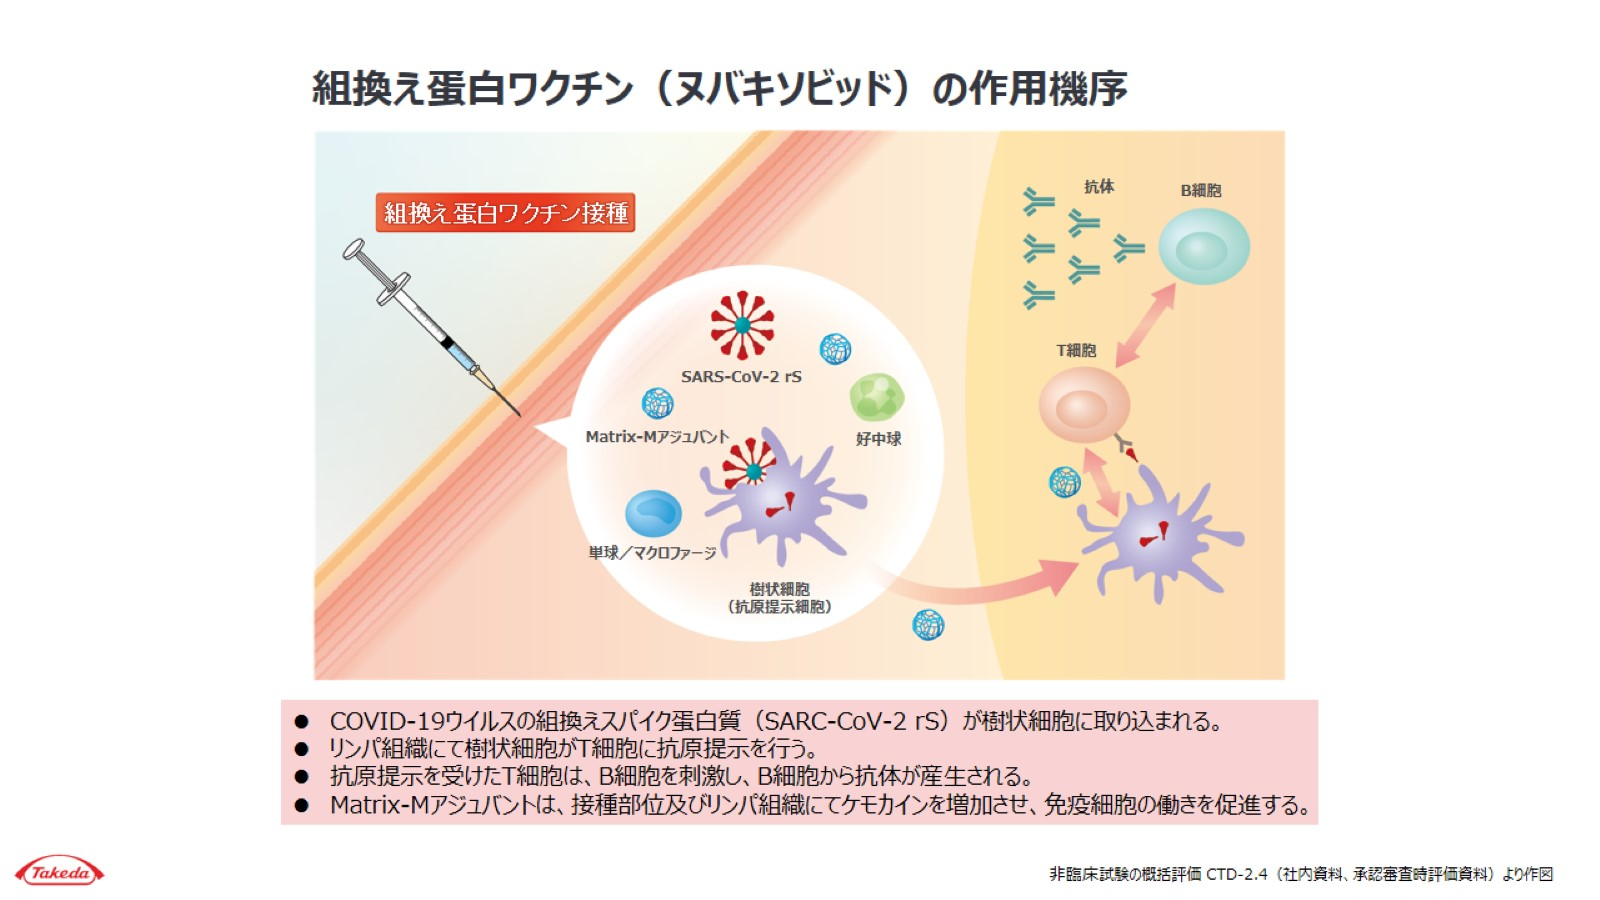 組換え蛋白ワクチン（ヌバキソビッド）の作用機序
組換え蛋白ワクチン接種
抗体
B細胞
SARS-CoV-2 rS
T細胞
Matrix-Mアジュバント
好中球
単球／マクロファージ
樹状細胞
（抗原提示細胞）
● COVID-19ウイルスの組換えスパイク蛋白質（SARC-CoV-2 rS）が樹状細胞に取り込まれる。
● リンパ組織にて樹状細胞がT細胞に抗原提示を行う。
● 抗原提示を受けたT細胞は、B細胞を刺激し、B細胞から抗体が産生される。
● Matrix-Mアジュバントは、接種部位及びリンパ組織にてケモカインを増加させ、免疫細胞の働きを促進する。
Takeda
非臨床試験の概括評価 CTD-2.4（社内資料、承認審査時評価資料）より作図